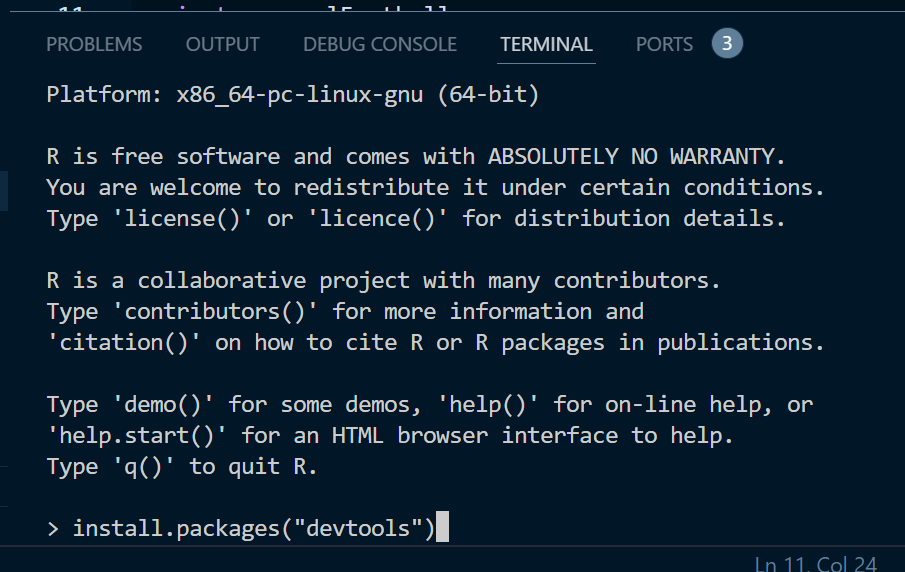 PROBLEMS OUTPUT DEBUG CONSOLE TERMINAL PORTS 3
Platform: x86_64-pc-linux-gnu (64-bit)
R is free software and comes with ABSOLUTELY NO WARRANTY.
You are welcome to redistribute it under certain conditions.
Type 'license()' or 'licence()' for distribution details.
R is a collaborative project with many contributors.
Type 'contributors()' for more information and
'citation()' on how to cite R or R packages in publications.
Type 'demo()' for some demos, 'help()' for on-line help, or
'help.start()' for an HTML browser interface to help.
Type 'q()' to quit R.
> install.packages("devtools")
Ln 11, Col 24